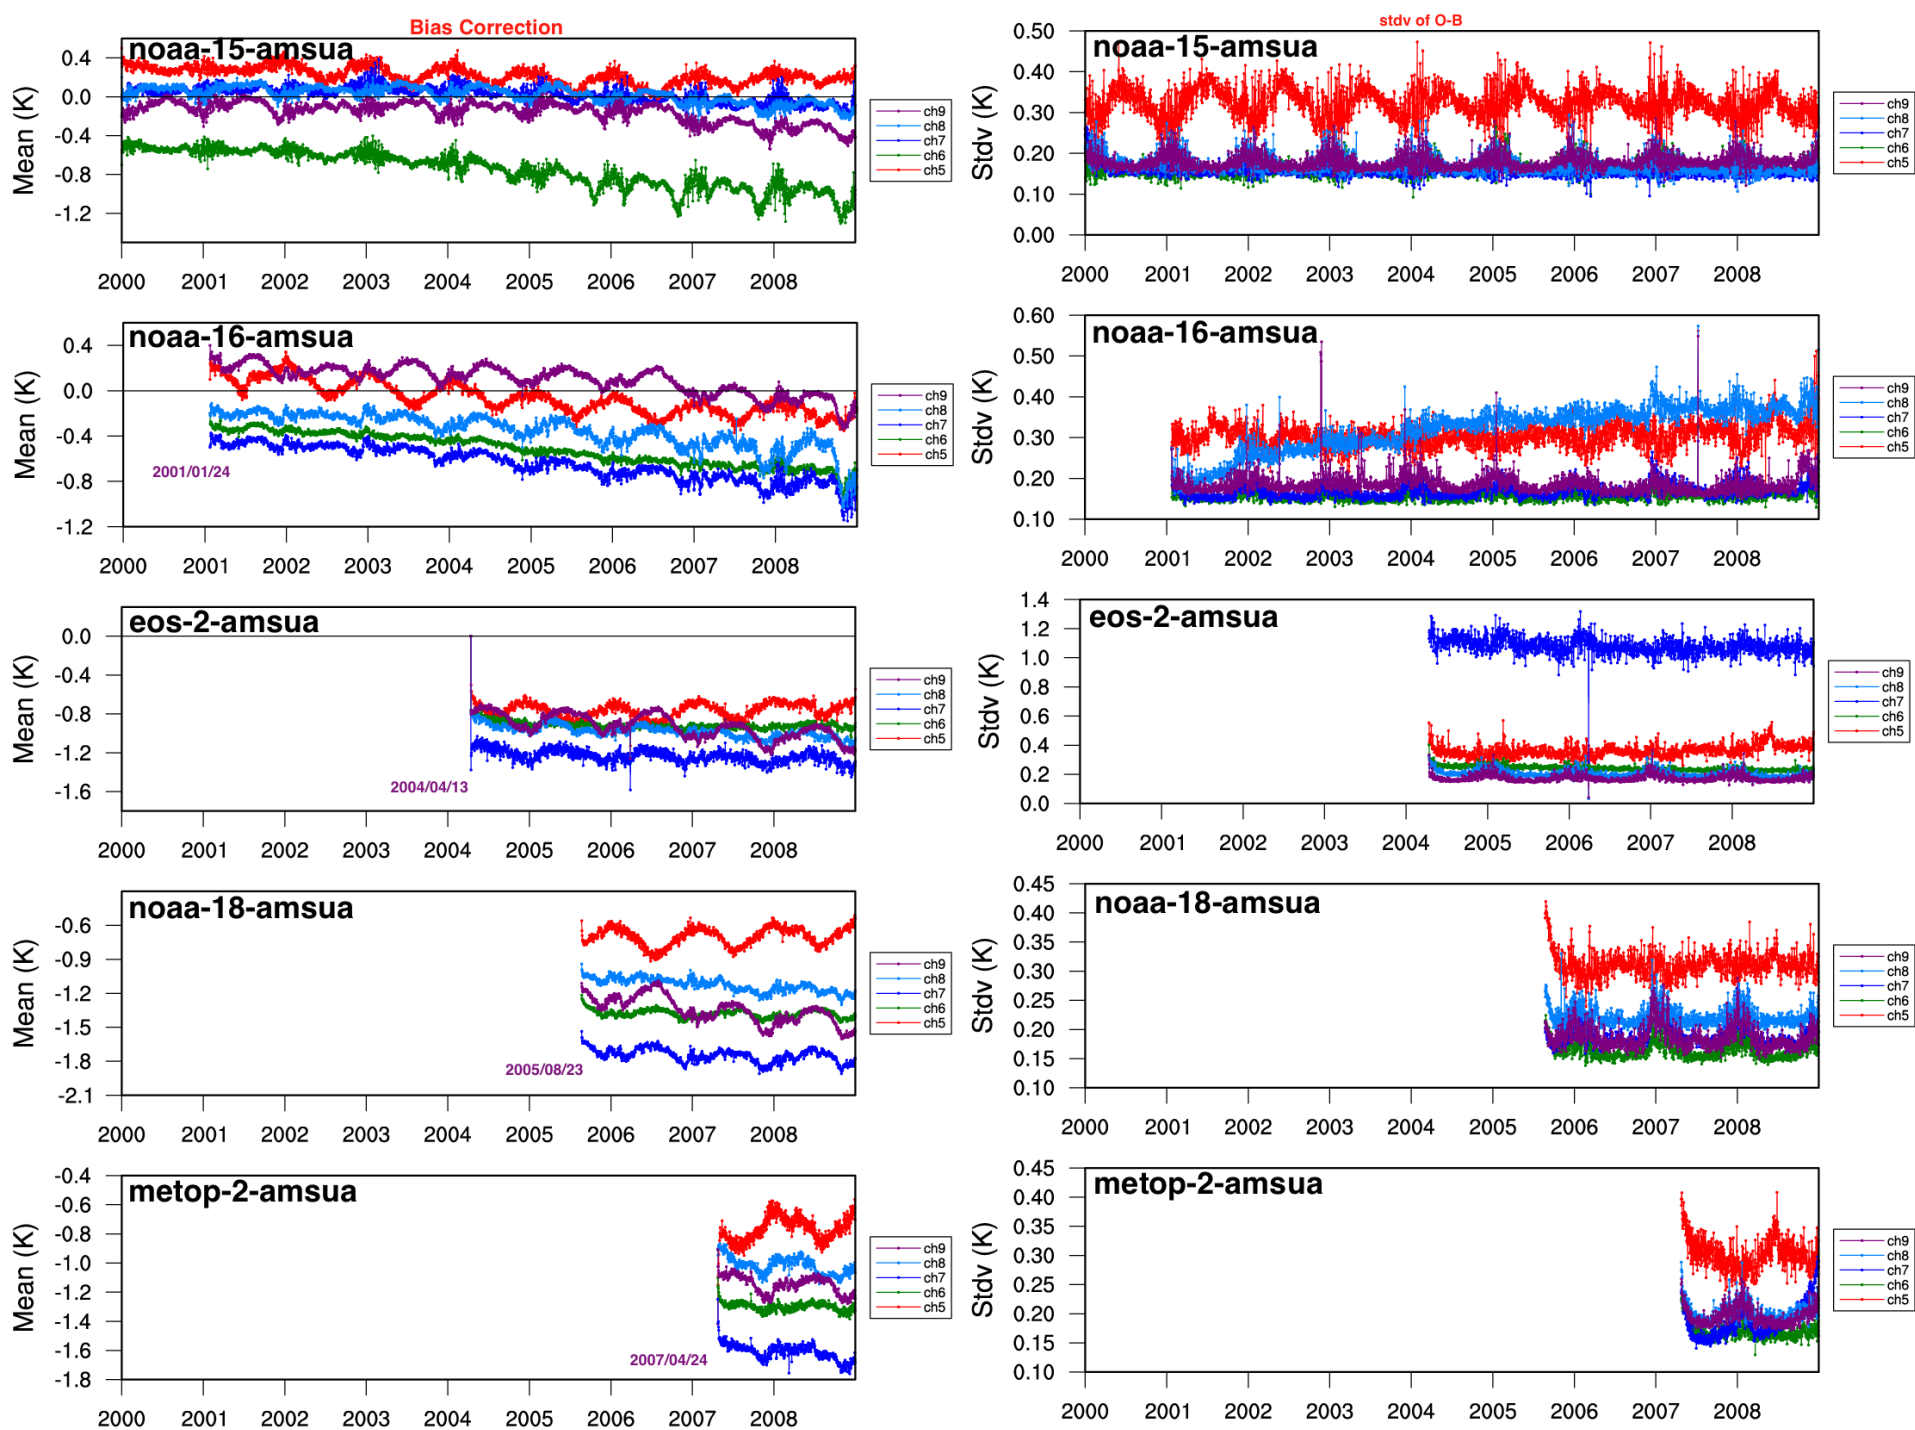 Bias Correction
noaa-15-amsua
Mean (K)
0.4
0.0
-0.4
-0.8
-1.2
2000 2001 2002 2003 2004 2005 2006 2007 2008
ch9
ch8
ch7
ch6
ch5
stdv of O-B
noaa-15-amsua
Stdv (K)
0.50
0.40
0.30
0.20
0.10
0.00
2000 2001 2002 2003 2004 2005 2006 2007 2008
ch9
ch8
ch7
ch6
ch5
noaa-16-amsua
Mean (K)
0.4
0.0
-0.4
-0.8
-1.2
2001/01/24
2000 2001 2002 2003 2004 2005 2006 2007 2008
ch9
ch8
ch7
ch6
ch5
noaa-16-amsua
Stdv (K)
0.60
0.50
0.40
0.30
0.20
0.10
2000 2001 2002 2003 2004 2005 2006 2007 2008
ch9
ch8
ch7
ch6
ch5
eos-2-amsua
Mean (K)
0.0
-0.4
-0.8
-1.2
-1.6
2004/04/13
2000 2001 2002 2003 2004 2005 2006 2007 2008
ch9
ch8
ch7
ch6
ch5
eos-2-amsua
Stdv (K)
1.4
1.2
1.0
0.8
0.6
0.4
0.2
0.0
2000 2001 2002 2003 2004 2005 2006 2007 2008
ch9
ch8
ch7
ch6
ch5
noaa-18-amsua
Mean (K)
-0.6
-0.9
-1.2
-1.5
-1.8
-2.1
2005/08/23
2000 2001 2002 2003 2004 2005 2006 2007 2008
ch9
ch8
ch7
ch6
ch5
noaa-18-amsua
Stdv (K)
0.45
0.40
0.35
0.30
0.25
0.20
0.15
0.10
2000 2001 2002 2003 2004 2005 2006 2007 2008
ch9
ch8
ch7
ch6
ch5
metop-2-amsua
Mean (K)
-0.4
-0.6
-0.8
-1.0
-1.2
-1.4
-1.6
-1.8
2007/04/24
2000 2001 2002 2003 2004 2005 2006 2007 2008
ch9
ch8
ch7
ch6
ch5
metop-2-amsua
Stdv (K)
0.45
0.40
0.35
0.30
0.25
0.20
0.15
0.10
2000 2001 2002 2003 2004 2005 2006 2007 2008
ch9
ch8
ch7
ch6
ch5